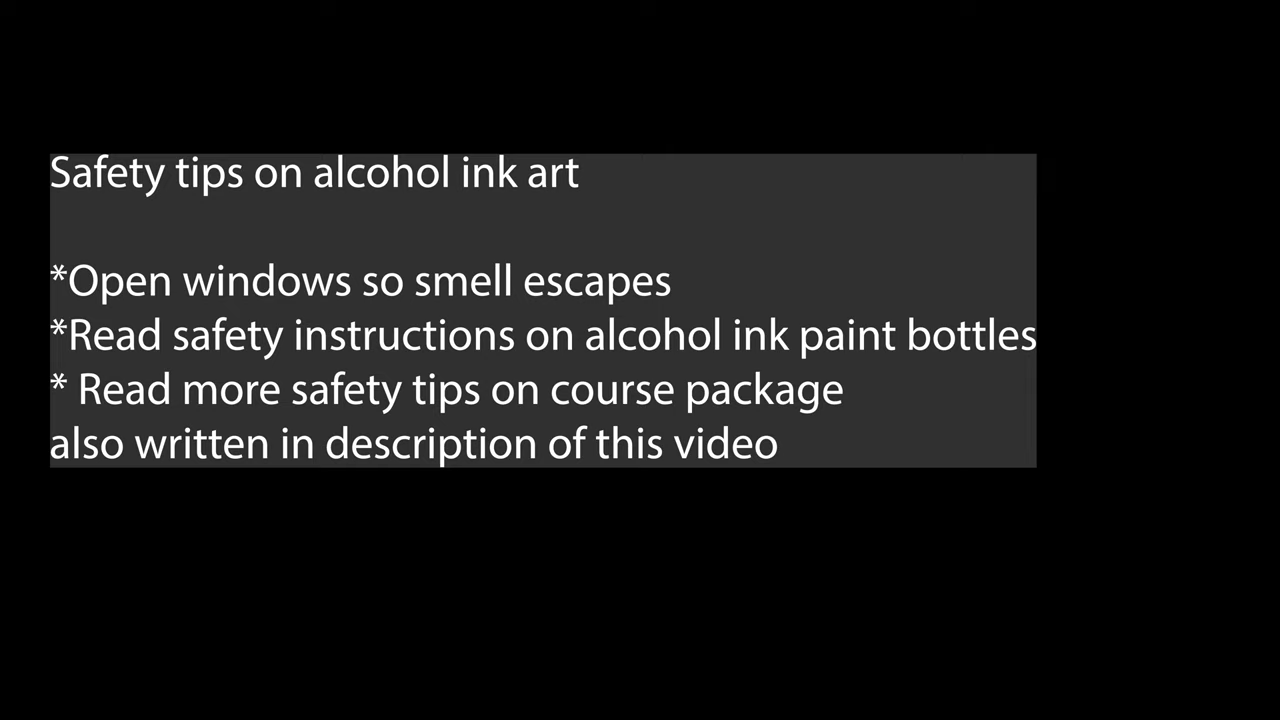 Safety tips on alcohol ink art
*Open windows so smell escapes
*Read safety instructions on alcohol ink paint bottles
* Read more safety tips on course package
also written in description of this video